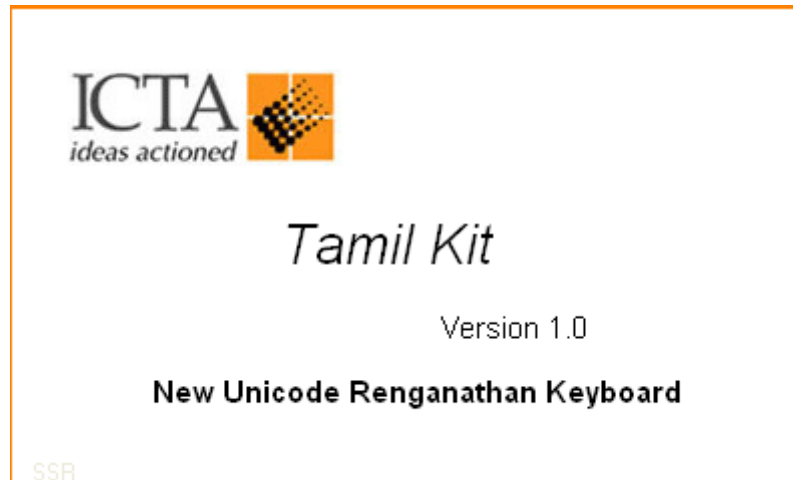 ICTA
ideas actioned
Tamil Kit
Version 1.0
New Unicode Renganathan Keyboard
SSR